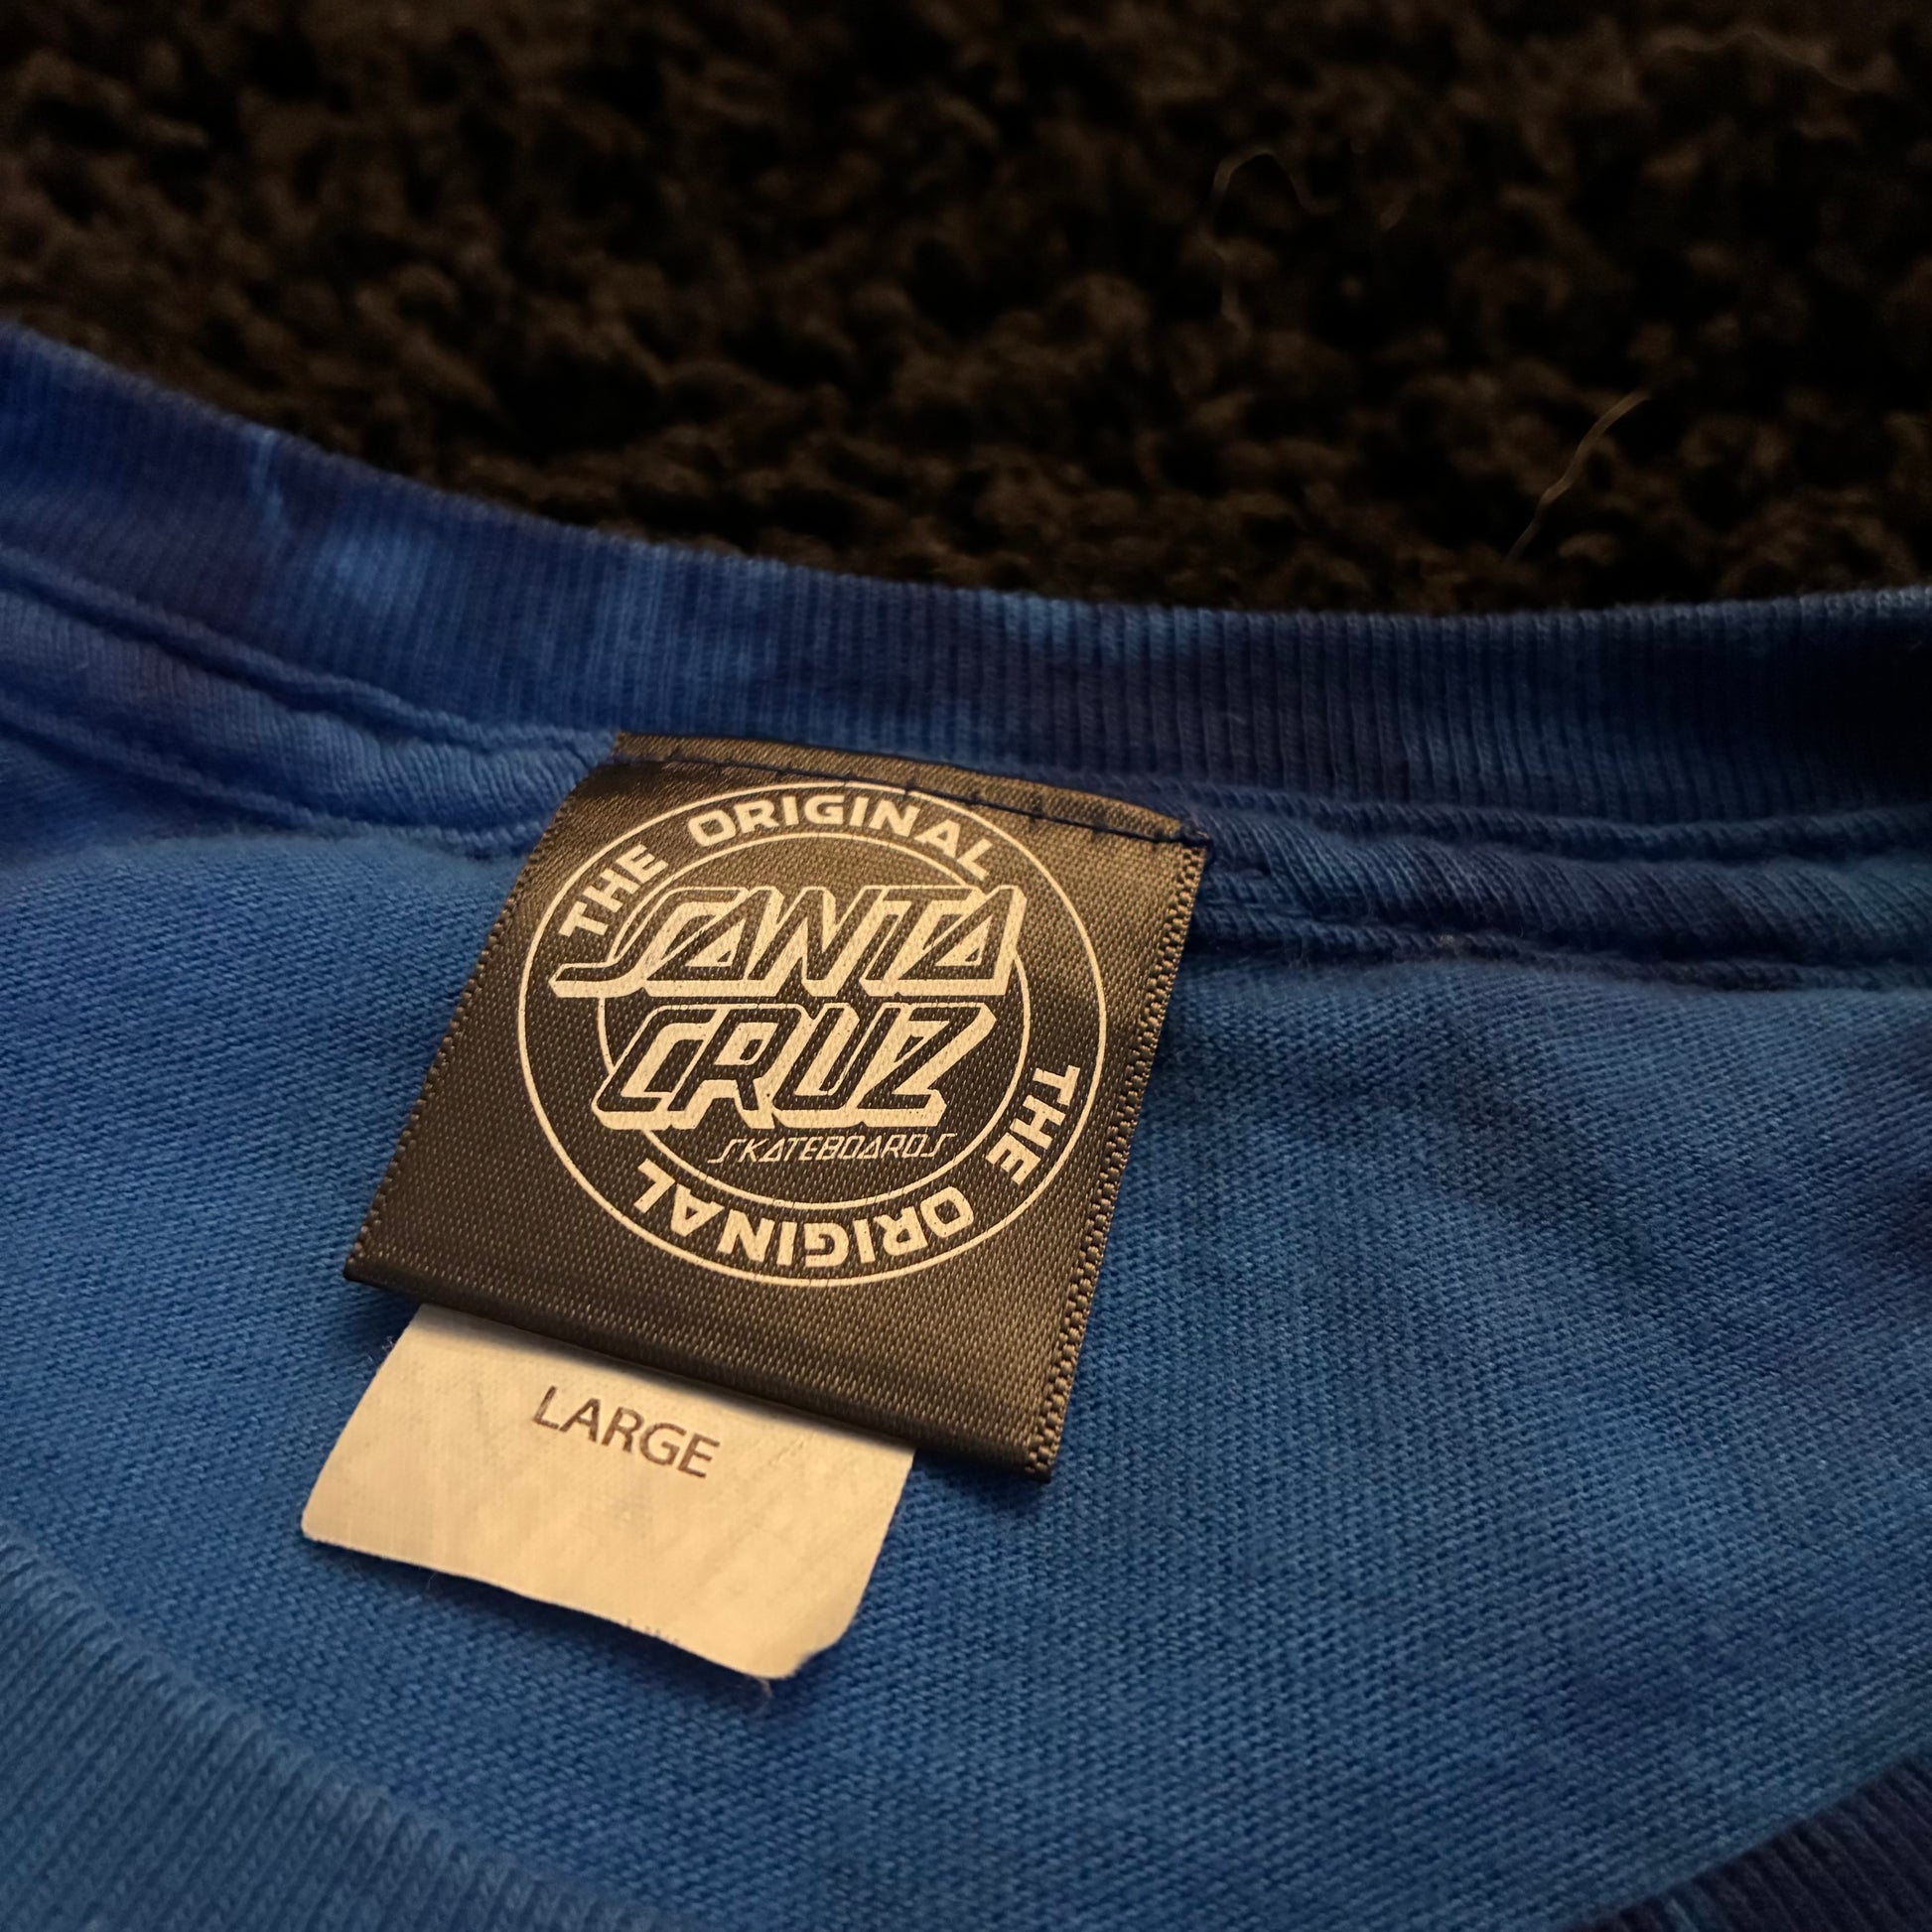 THE ORIGINAL
SANTA
CRUZ
SKATEBOARDS
THE ORIGINAL
LARGE